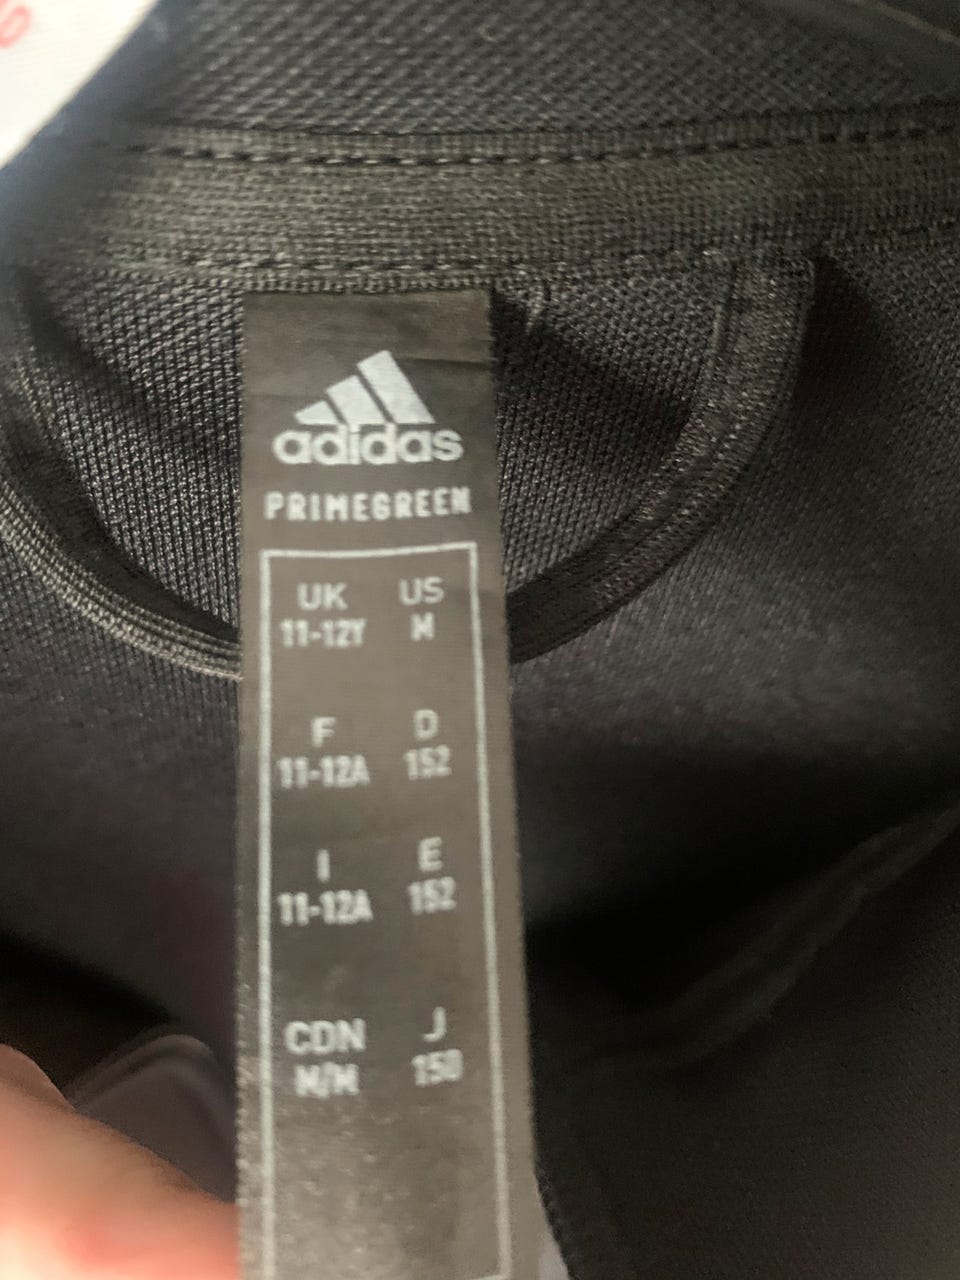 adidas
PRIMEGREEN
UK US
11-12Y M
F D
11-12A 152
I E
11-12A 152
CDN J
M/M 150